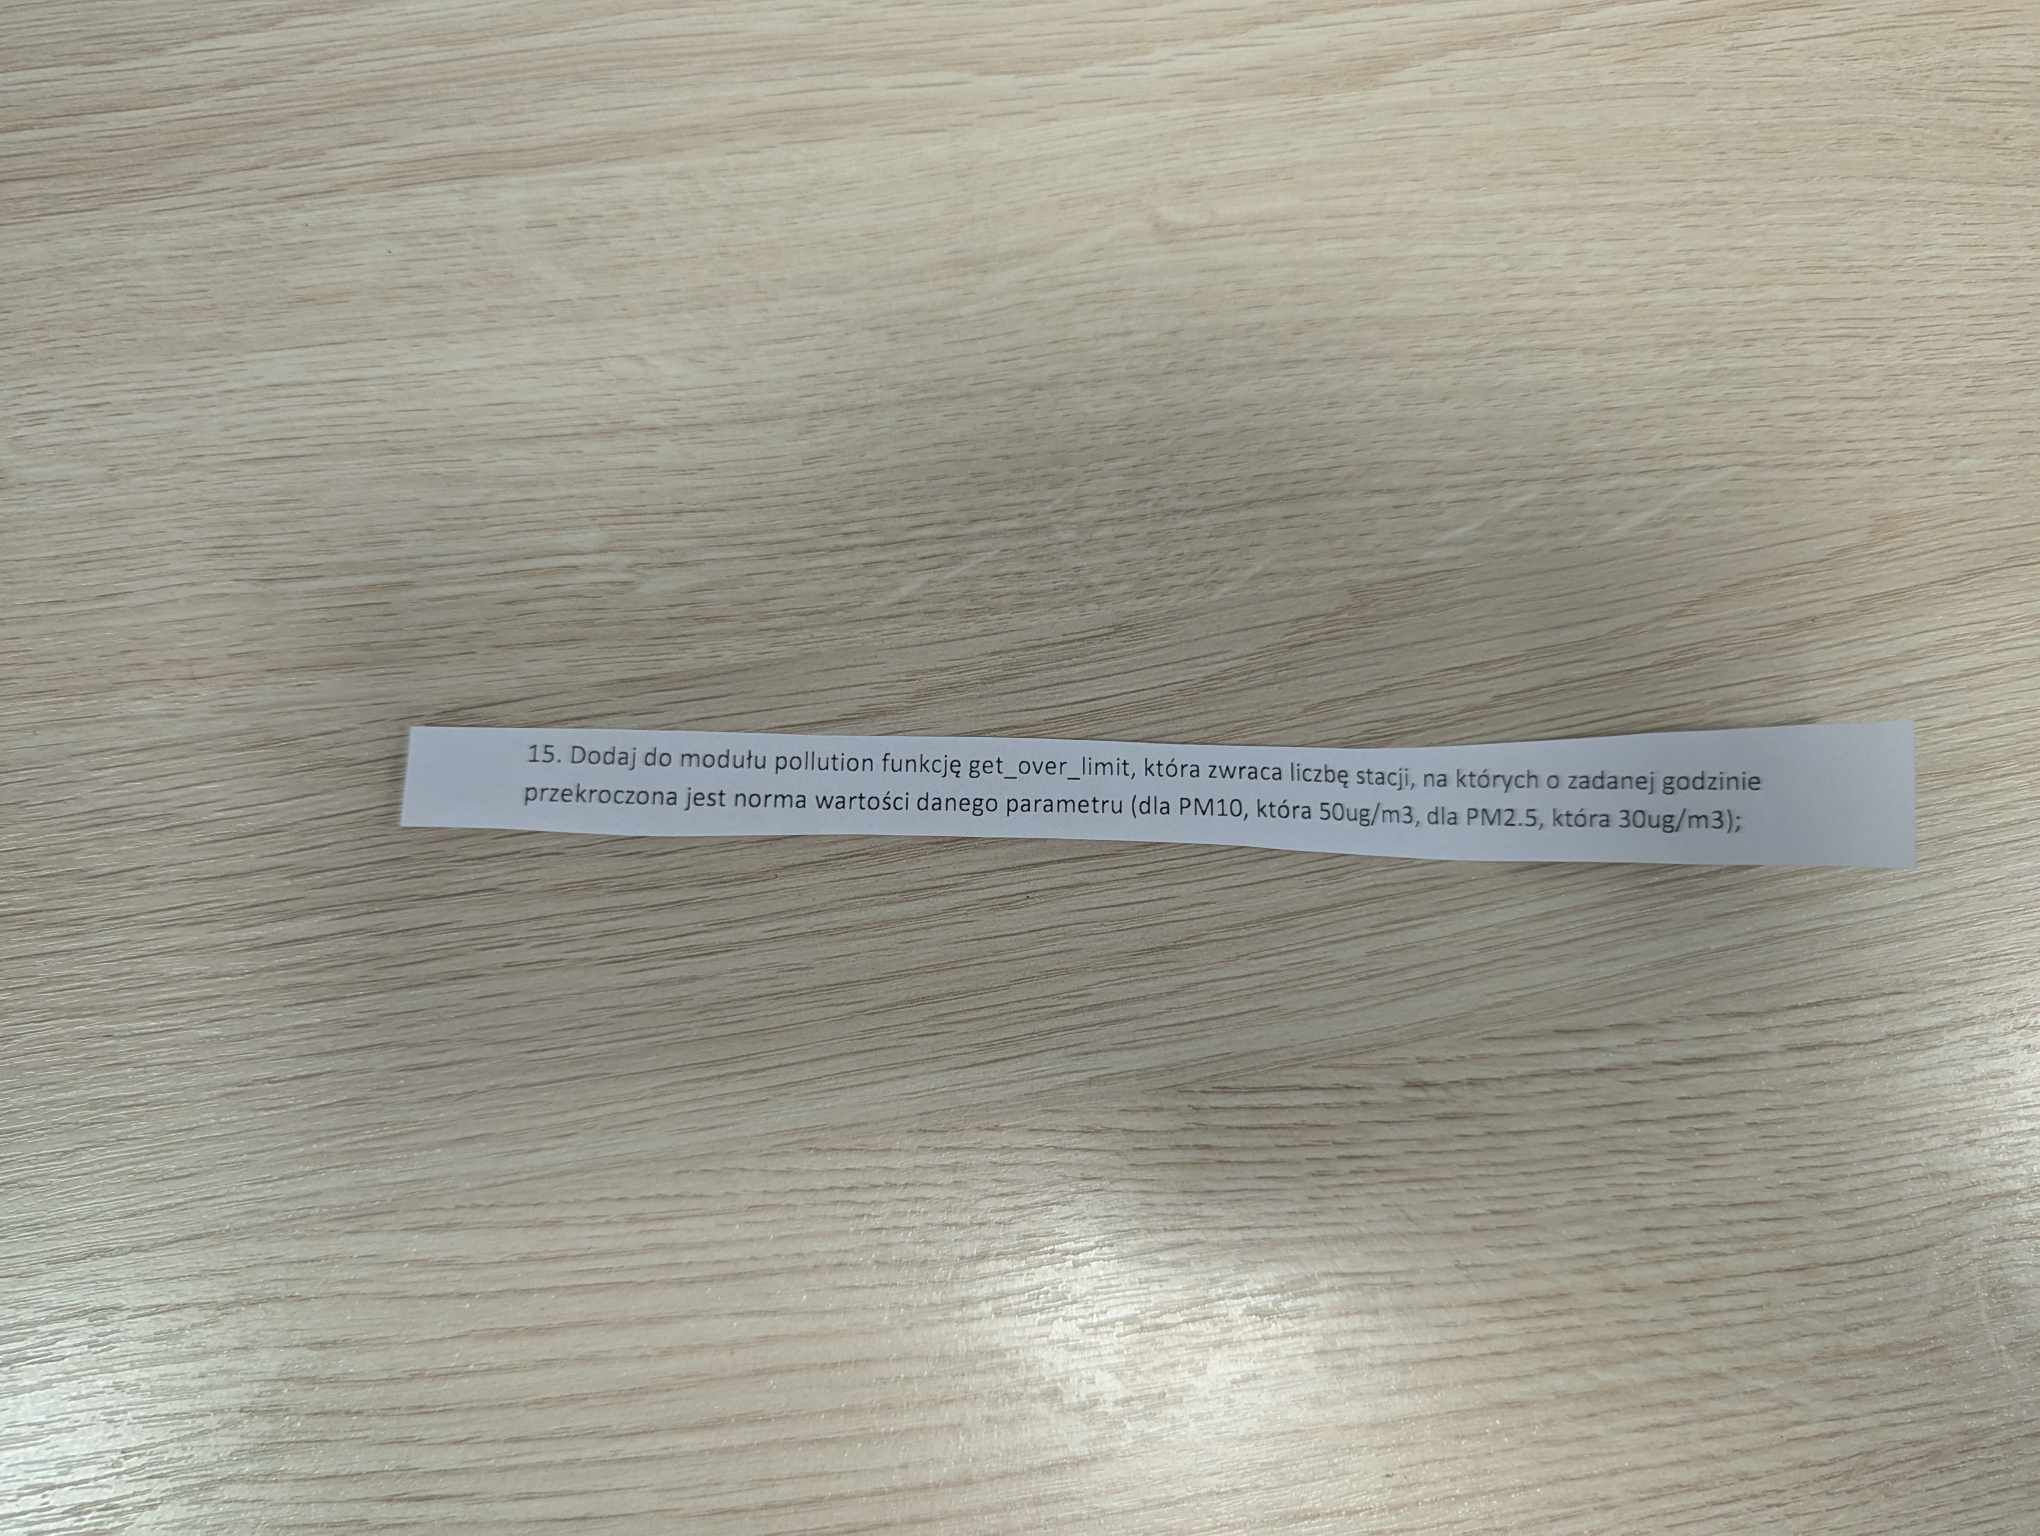 15. Dodaj do modułu pollution funkcję get_over_limit, która zwraca liczbę stacji, na których o zadanej godzinie
przekroczona jest norma wartości danego parametru (dla PM10, która 50ug/m3, dla PM2.5, która 30ug/m3);